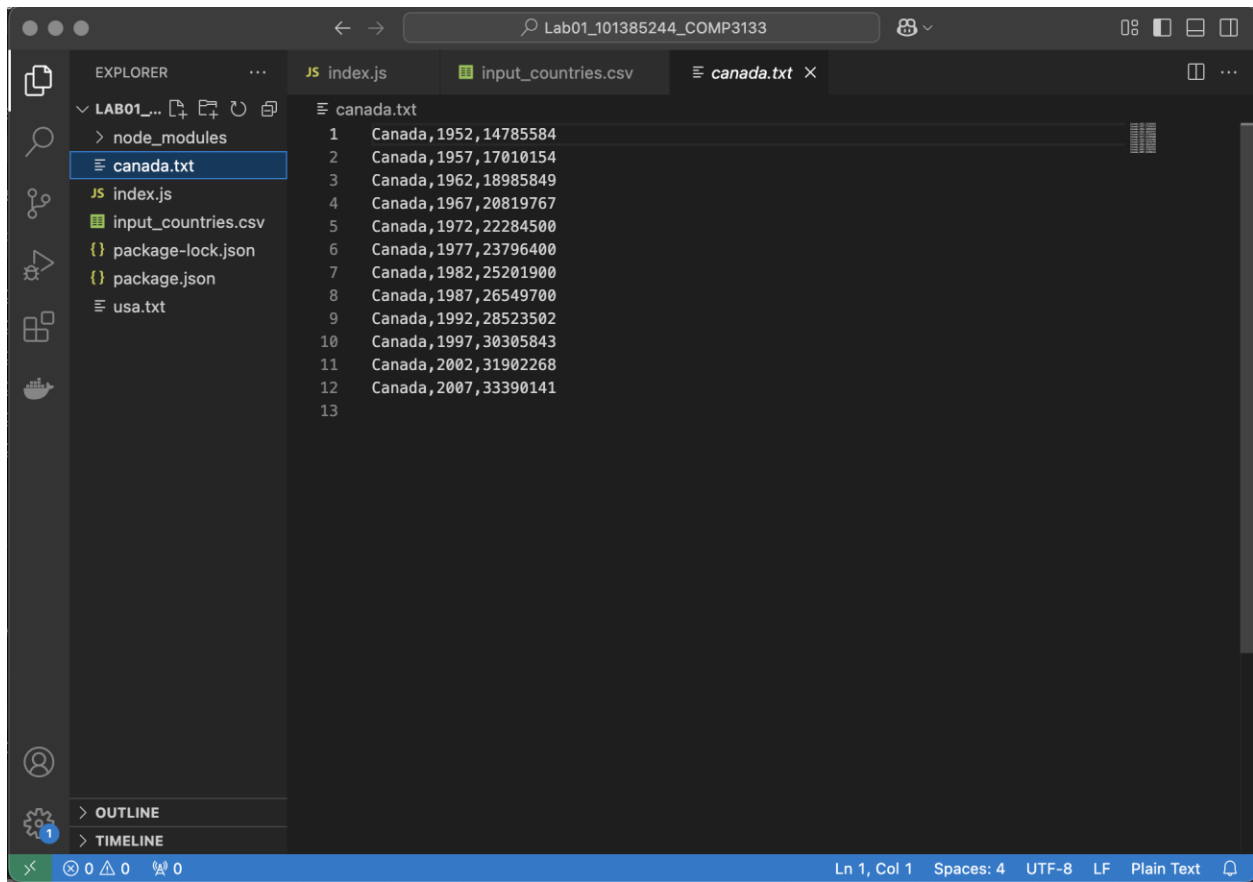 Lab01_101385244_COMP3133
EXPLORER
JS index.js
input_countries.csv
canada.txt
LAB01_...
node_modules
canada.txt
JS index.js
input_countries.csv
{} package-lock.json
{} package.json
usa.txt
canada.txt
1 Canada,1952,14785584
2 Canada,1957,17010154
3 Canada,1962,18985849
4 Canada,1967,20819767
5 Canada,1972,22284500
6 Canada,1977,23796400
7 Canada,1982,25201900
8 Canada,1987,26549700
9 Canada,1992,28523502
10 Canada,1997,30305843
11 Canada,2002,31902268
12 Canada,2007,33390141
13
OUTLINE
1
TIMELINE
0 0 0 Ln 1, Col 1 Spaces: 4 UTF-8 LF Plain Text